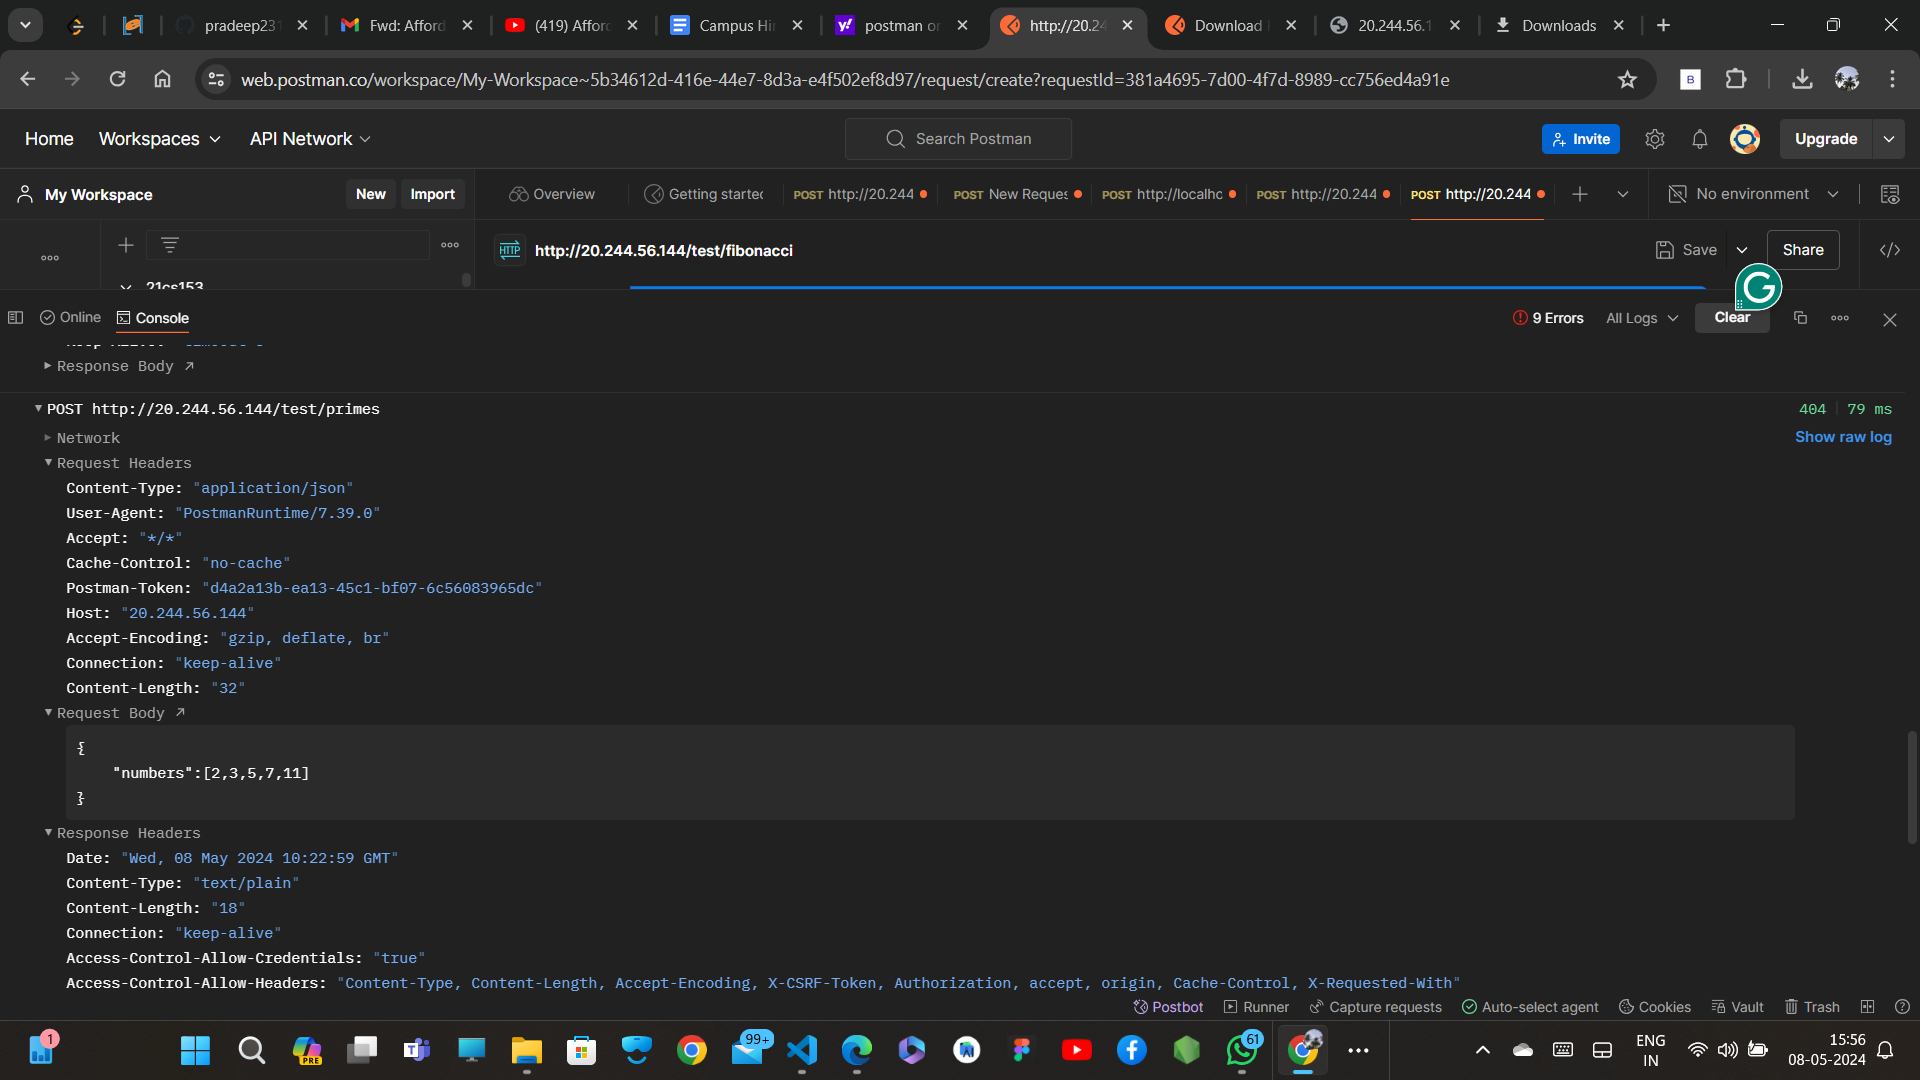 pradeep231
Fwd: Afford
(419) Afford
Campus Hi
postman o
http://20.24
Download
20.244.56.1
Downloads
web.postman.co/workspace/My-Workspace~5b34612d-416e-44e7-8d3a-e4f502ef8d97/request/create?requestId=381a4695-7d00-4f7d-8989-cc756ed4a91e
B
Home
Workspaces
API Network
Search Postman
Invite
Upgrade
My Workspace
New
Import
Overview
Getting started
POST http://20.244
POST New Reques
POST http://localho
POST http://20.244
POST http://20.244
No environment
21cs153
HTTP
http://20.244.56.144/test/fibonacci
Save
Share
</>
G
Online
Console
9 Errors
All Logs
Clear
Response Body ↗
POST http://20.244.56.144/test/primes
404 | 79 ms
Network
Show raw log
Request Headers
Content-Type: "application/json"
User-Agent: "PostmanRuntime/7.39.0"
Accept: "*/*"
Cache-Control: "no-cache"
Postman-Token: "d4a2a13b-ea13-45c1-bf07-6c56083965dc"
Host: "20.244.56.144"
Accept-Encoding: "gzip, deflate, br"
Connection: "keep-alive"
Content-Length: "32"
Request Body ↗
{
"numbers":[2,3,5,7,11]
}
Response Headers
Date: "Wed, 08 May 2024 10:22:59 GMT"
Content-Type: "text/plain"
Content-Length: "18"
Connection: "keep-alive"
Access-Control-Allow-Credentials: "true"
Access-Control-Allow-Headers: "Content-Type, Content-Length, Accept-Encoding, X-CSRF-Token, Authorization, accept, origin, Cache-Control, X-Requested-With"
Postbot
Runner
Capture requests
Auto-select agent
Cookies
Vault
Trash
1
PRE
99+
61
ENG
IN
15:56
08-05-2024